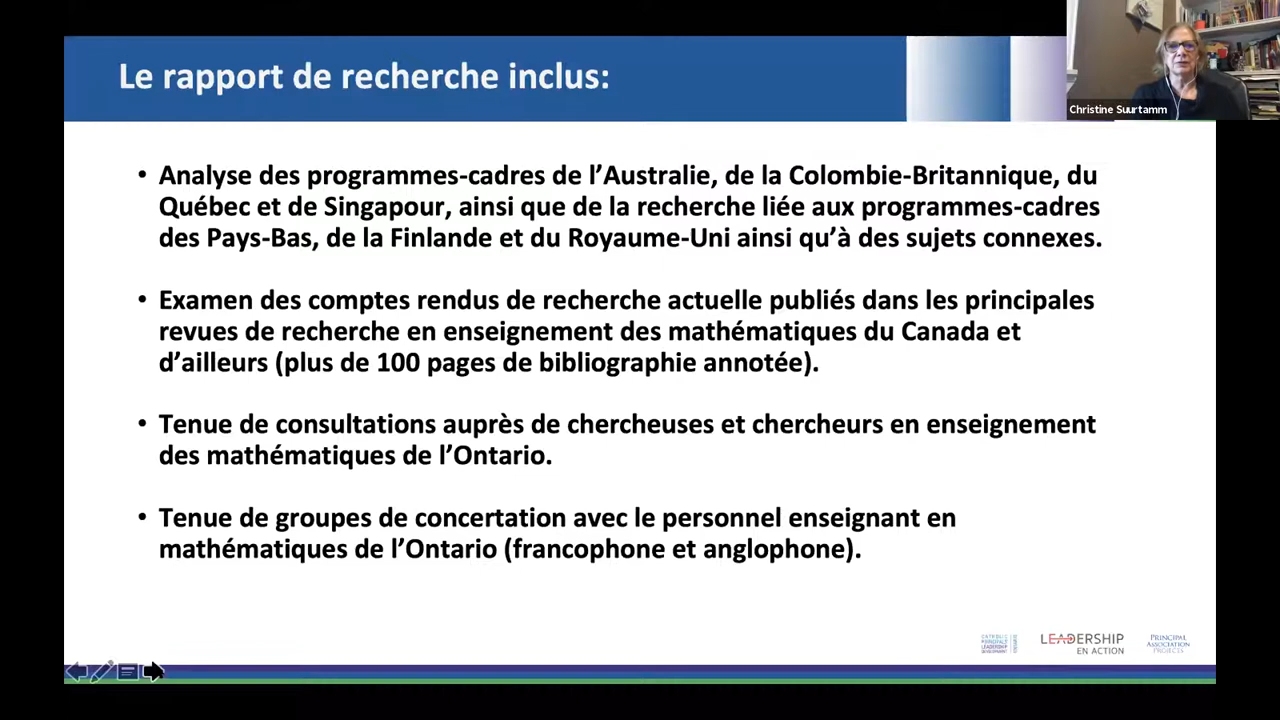 Le rapport de recherche inclus:
Christine Suurtamm
• Analyse des programmes-cadres de l’Australie, de la Colombie-Britannique, du
Québec et de Singapour, ainsi que de la recherche liée aux programmes-cadres
des Pays-Bas, de la Finlande et du Royaume-Uni ainsi qu’à des sujets connexes.
• Examen des comptes rendus de recherche actuelle publiés dans les principales
revues de recherche en enseignement des mathématiques du Canada et
d’ailleurs (plus de 100 pages de bibliographie annotée).
• Tenue de consultations auprès de chercheuses et chercheurs en enseignement
des mathématiques de l’Ontario.
• Tenue de groupes de concertation avec le personnel enseignant en
mathématiques de l’Ontario (francophone et anglophone).
CATHOLIC
PRINCIPALS'
LEADERSHIP
DEVELOPMENT
LEADERSHIP
EN ACTION
PRINCIPAL
ASSOCIATION
PROJECTS